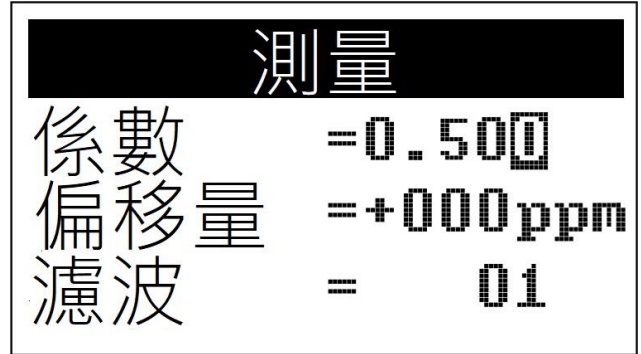 測量
係數 =0.500
偏移量 =+000ppm
濾波 = 01